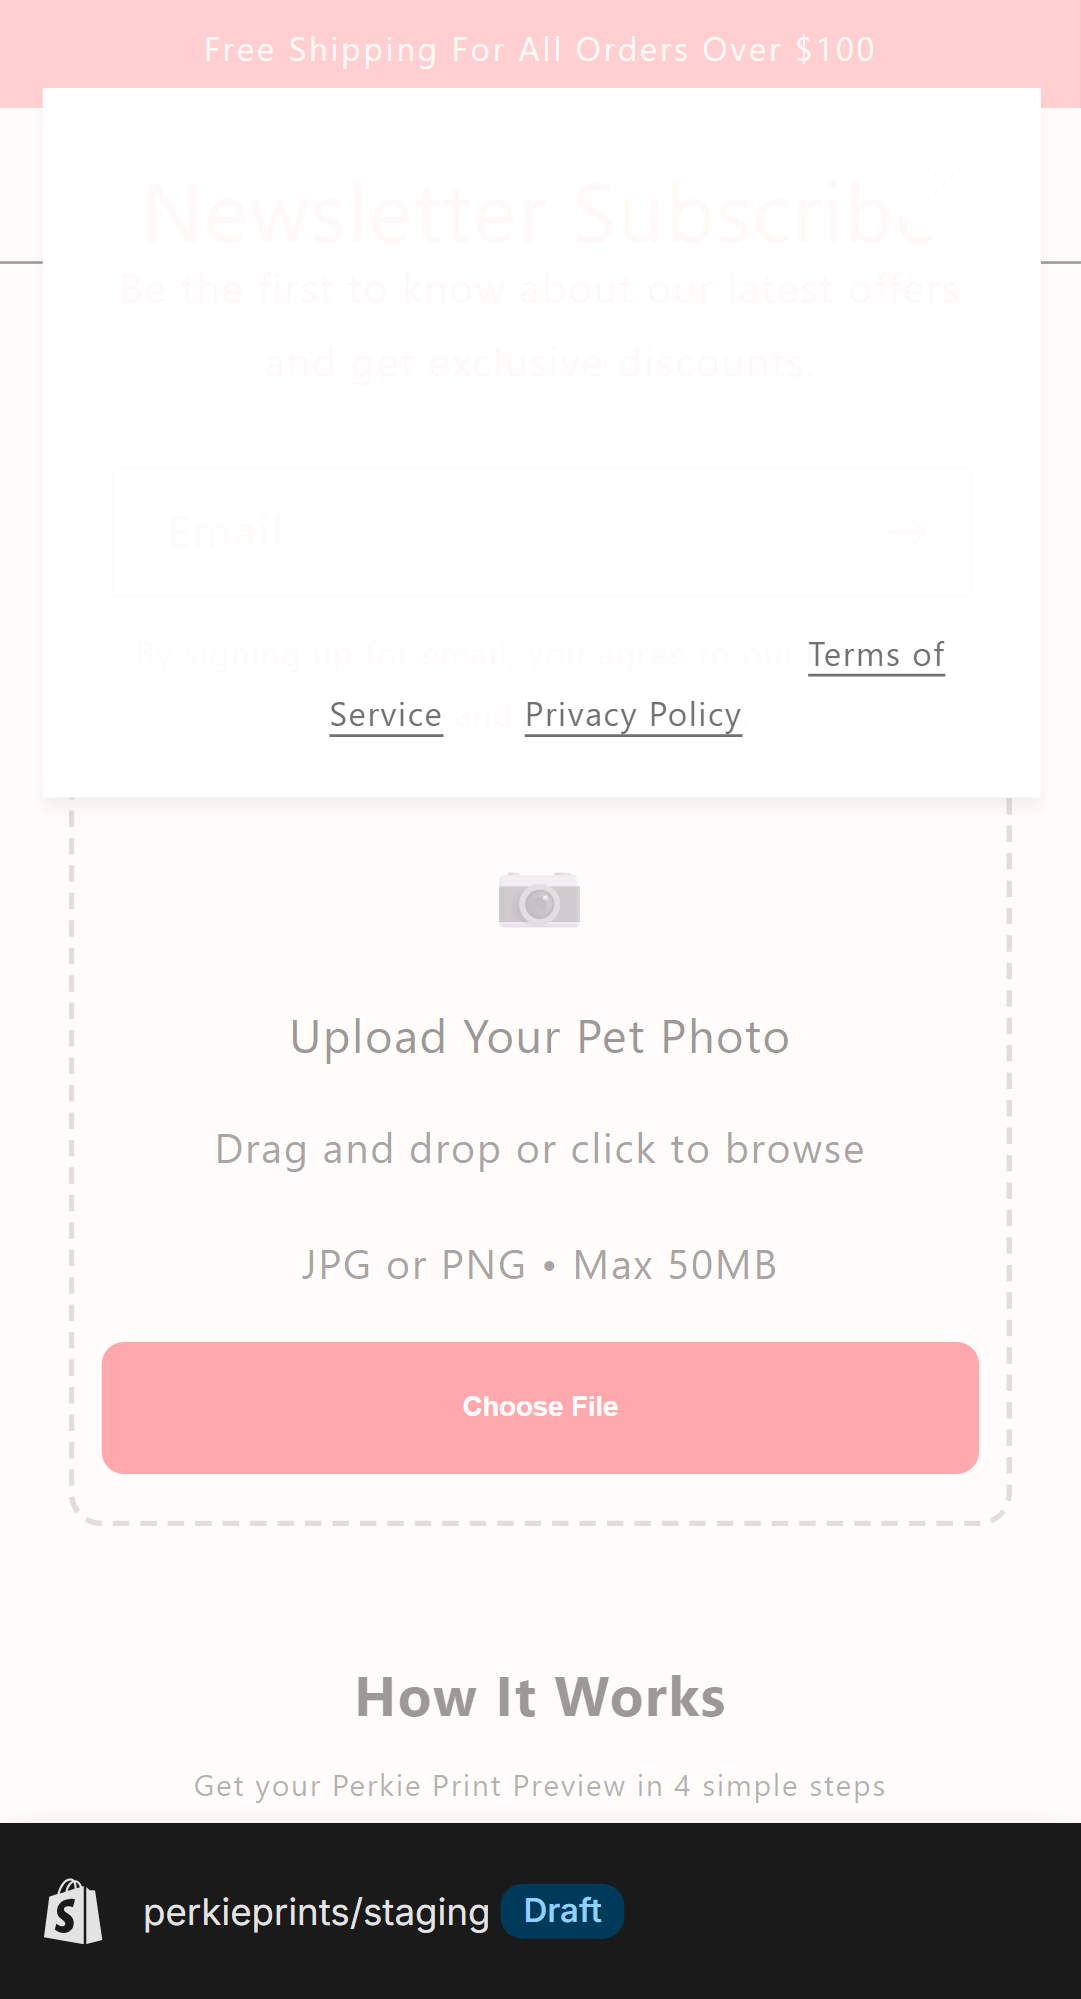 Free Shipping For All Orders Over $100
Newsletter Subscribe
Be the first to know about our latest offers
and get exclusive discounts.
Email
By signing up for email, you agree to our Terms of
Service and Privacy Policy.
Upload Your Pet Photo
Drag and drop or click to browse
JPG or PNG • Max 50MB
Choose File
How It Works
Get your Perkie Print Preview in 4 simple steps
perkieprints/staging Draft